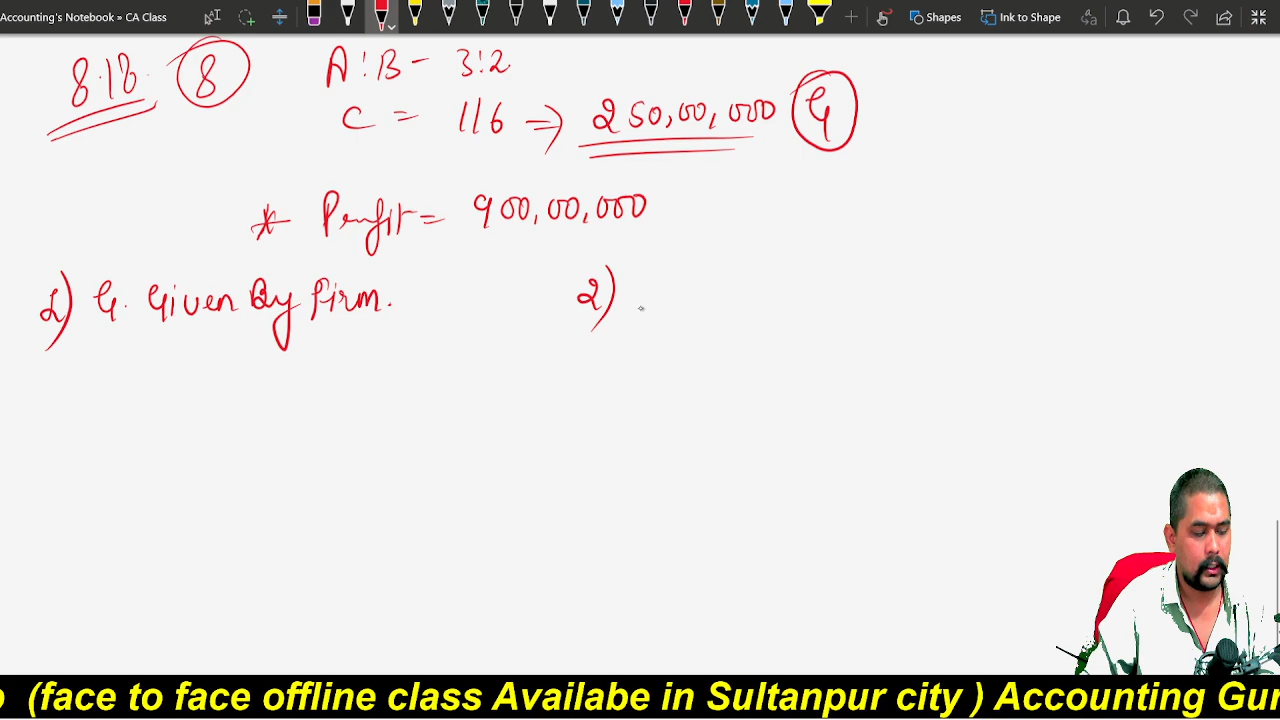 Accounting's Notebook » CA Class
Shapes
Ink to Shape
8.18. 8 A:B - 3:2
C = 1/6 => 250,00,000 G
* Profit = 900,00,000
1) G. Given By firm. 2)
(face to face offline class Availabe in Sultanpur city ) Accounting Gur